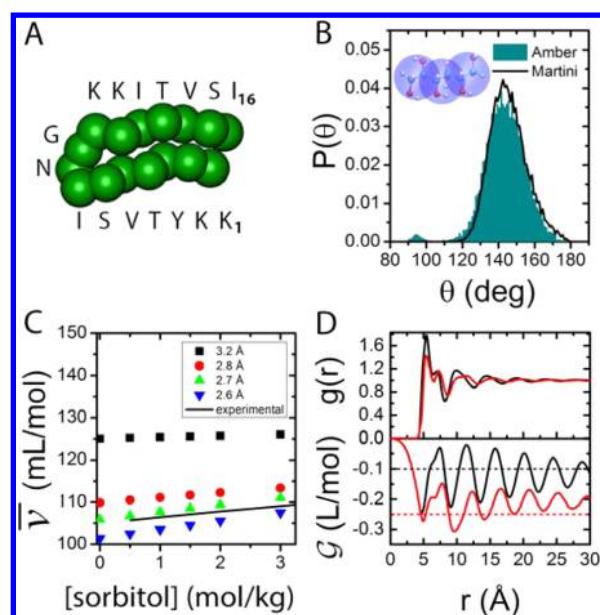 A
K K I T V S I16
G
N
I S V T Y K K1
B
0.05
0.04
0.03
0.02
0.01
0.00
P(θ)
Amber
Martini
80 100 120 140 160 180
θ (deg)
C
150
140
130
120
110
100
ν̅ (mL/mol)
3.2 Å
2.8 Å
2.7 Å
2.6 Å
experimental
0 1 2 3
[sorbitol] (mol/kg)
D
1.6
1.2
0.8
0.4
0.0
g(r)
-0.1
-0.2
-0.3
𝒢 (L/mol)
0 5 10 15 20 25 30
r (Å)